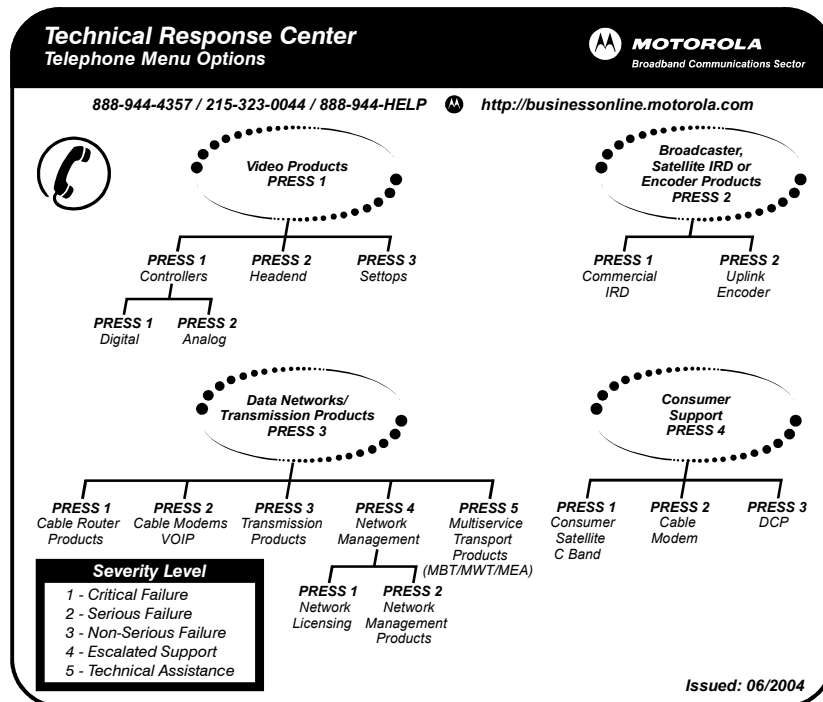 Technical Response Center
Telephone Menu Options
MOTOROLA
Broadband Communications Sector
888-944-4357 / 215-323-0044 / 888-944-HELP
http://businessonline.motorola.com
Video Products
PRESS 1
PRESS 1
Controllers
PRESS 2
Headend
PRESS 3
Settops
PRESS 1
Digital
PRESS 2
Analog
Broadcaster,
Satellite IRD or
Encoder Products
PRESS 2
PRESS 1
Commercial
IRD
PRESS 2
Uplink
Encoder
Data Networks/
Transmission Products
PRESS 3
PRESS 1
Cable Router
Products
PRESS 2
Cable Modems
VOIP
PRESS 3
Transmission
Products
PRESS 4
Network
Management
PRESS 5
Multiservice
Transport
Products
(MBT/MWT/MEA)
PRESS 1
Network
Licensing
PRESS 2
Network
Management
Products
Consumer
Support
PRESS 4
PRESS 1
Consumer
Satellite
C Band
PRESS 2
Cable
Modem
PRESS 3
DCP
Severity Level
1 - Critical Failure
2 - Serious Failure
3 - Non-Serious Failure
4 - Escalated Support
5 - Technical Assistance
Issued: 06/2004